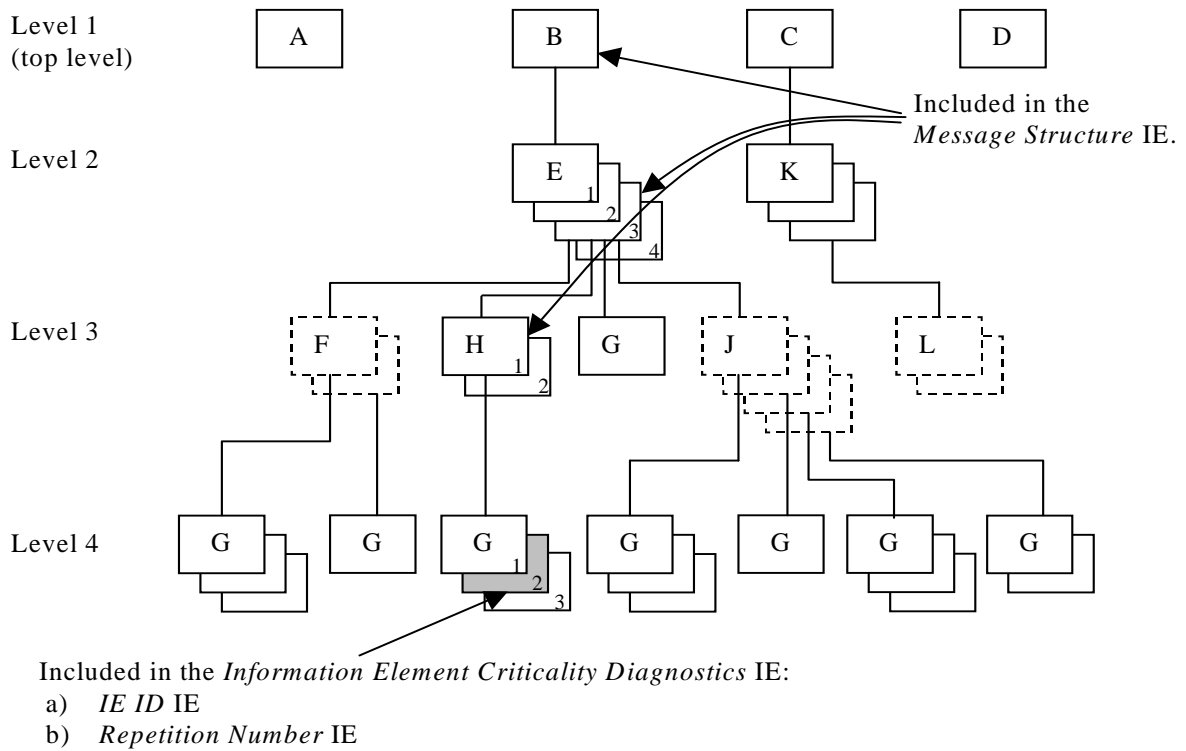 Level 1
(top level)
A
B
C
D
Included in the
Message Structure IE.
Level 2
E
1
2
3
4
K
Level 3
F
H
1
2
G
J
L
Level 4
G
G
G
1
2
3
G
G
G
G
Included in the Information Element Criticality Diagnostics IE:
a) IE ID IE
b) Repetition Number IE